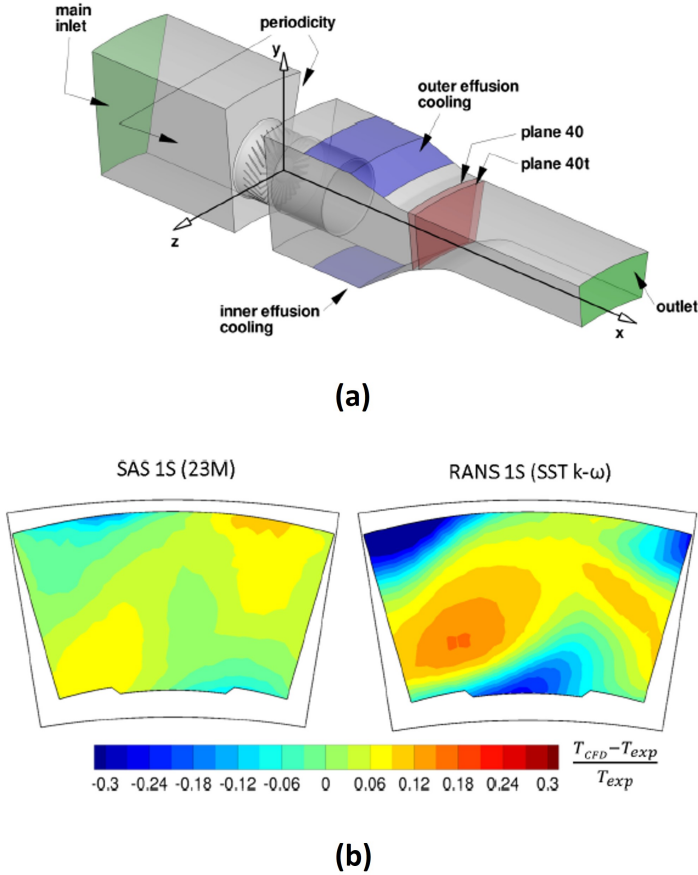 main
inlet
periodicity
y
outer effusion
cooling
plane 40
plane 40t
z
inner effusion
cooling
outlet
x
(a)
SAS 1S (23M)
RANS 1S (SST k-ω)
-0.3 -0.24 -0.18 -0.12 -0.06 0 0.06 0.12 0.18 0.24 0.3
T_CFD − T_exp
T_exp
(b)